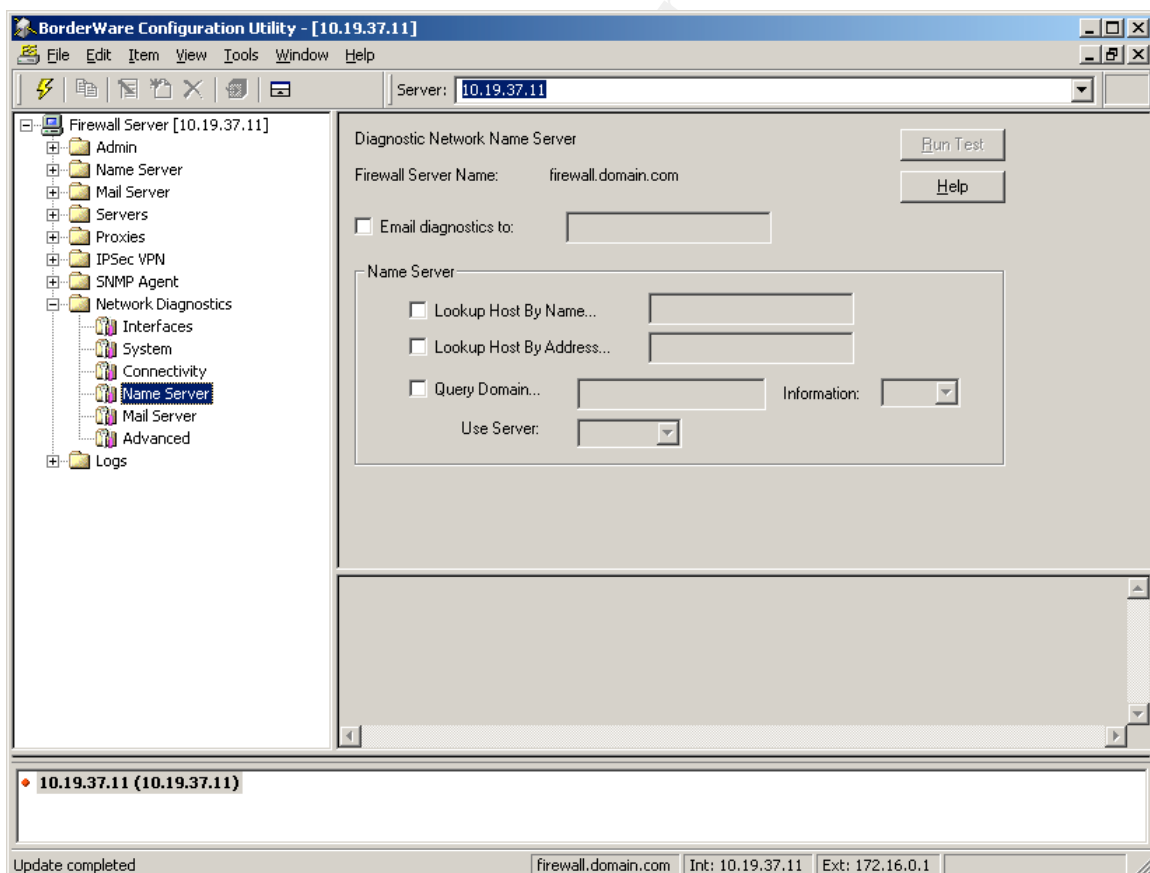 BorderWare Configuration Utility - [10.19.37.11]
File Edit Item View Tools Window Help
Server: 10.19.37.11
Firewall Server [10.19.37.11]
Admin
Name Server
Mail Server
Servers
Proxies
IPSec VPN
SNMP Agent
Network Diagnostics
Interfaces
System
Connectivity
Name Server
Mail Server
Advanced
Logs
Diagnostic Network Name Server
Run Test
Firewall Server Name: firewall.domain.com
Help
Email diagnostics to:
Name Server
Lookup Host By Name...
Lookup Host By Address...
Query Domain... Information:
Use Server:
10.19.37.11 (10.19.37.11)
Update completed firewall.domain.com Int: 10.19.37.11 Ext: 172.16.0.1